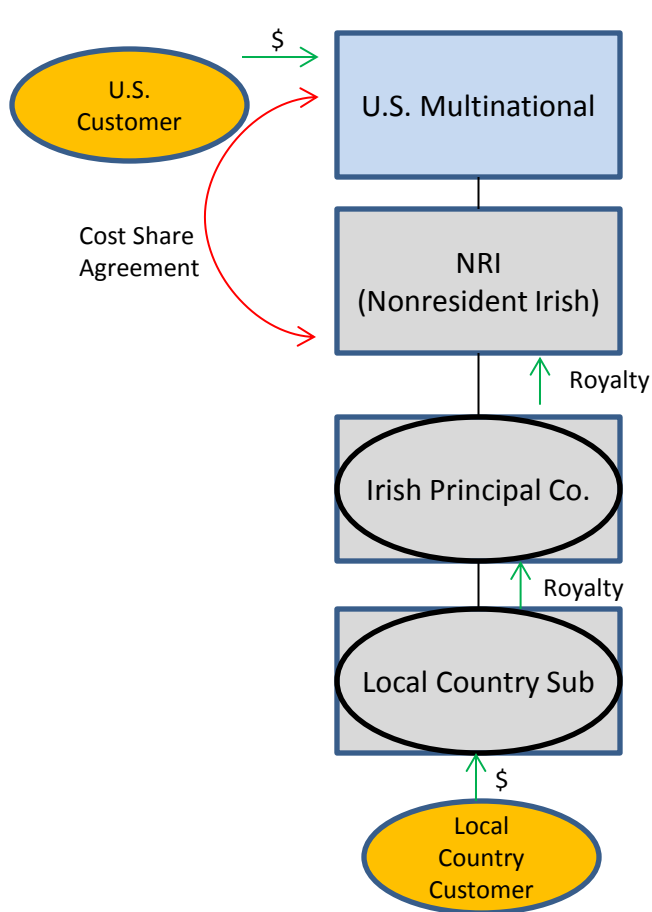 $
U.S.
Customer
U.S. Multinational
Cost Share
Agreement
NRI
(Nonresident Irish)
Royalty
Irish Principal Co.
Royalty
Local Country Sub
$
Local
Country
Customer